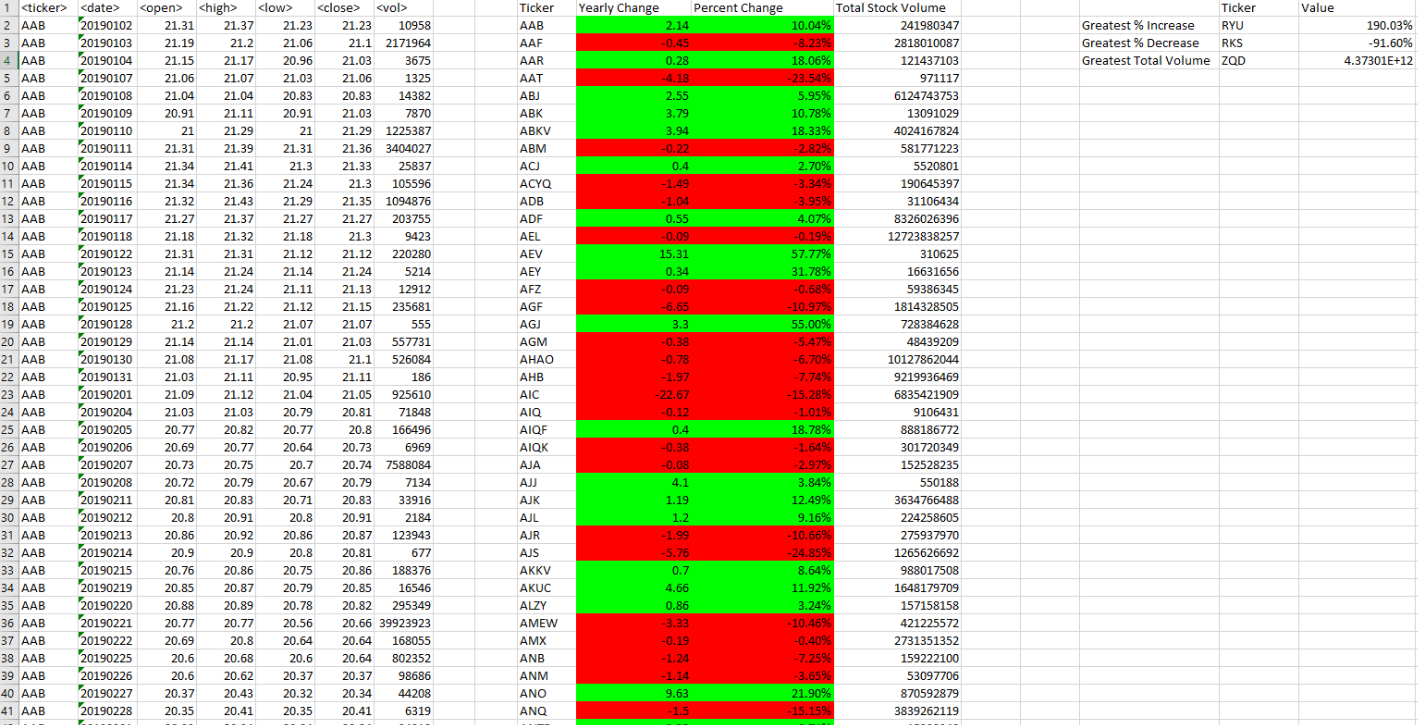 1 <ticker> <date> <open> <high> <low> <close> <vol> Ticker Yearly Change Percent Change Total Stock Volume Ticker Value
2 AAB 20190102 21.31 21.37 21.23 21.23 10958 AAB 2.14 10.04% 241980347 Greatest % Increase RYU 190.03%
3 AAB 20190103 21.19 21.2 21.06 21.1 2171964 AAF -0.45 -8.23% 2818010087 Greatest % Decrease RKS -91.60%
4 AAB 20190104 21.15 21.17 20.96 21.03 3675 AAR 0.28 18.06% 121437103 Greatest Total Volume ZQD 4.37301E+12
5 AAB 20190107 21.06 21.07 21.03 21.06 1325 AAT -4.18 -23.54% 971117
6 AAB 20190108 21.04 21.04 20.83 20.83 14382 ABJ 2.55 5.95% 6124743753
7 AAB 20190109 20.91 21.11 20.91 21.03 7870 ABK 3.79 10.78% 13091029
8 AAB 20190110 21 21.29 21 21.29 1225387 ABKV 3.94 18.33% 4024167824
9 AAB 20190111 21.31 21.39 21.31 21.36 3404027 ABM -0.22 -2.82% 581771223
10 AAB 20190114 21.34 21.41 21.3 21.33 25837 ACJ 0.4 2.70% 5520801
11 AAB 20190115 21.34 21.36 21.24 21.3 105596 ACYQ -1.49 -3.34% 190645397
12 AAB 20190116 21.32 21.43 21.29 21.35 1094876 ADB -1.04 -3.95% 31106434
13 AAB 20190117 21.27 21.37 21.27 21.27 203755 ADF 0.55 4.07% 8326026396
14 AAB 20190118 21.18 21.32 21.18 21.3 9423 AEL -0.09 -0.19% 12723838257
15 AAB 20190122 21.31 21.31 21.12 21.12 220280 AEV 15.31 57.77% 310625
16 AAB 20190123 21.14 21.24 21.14 21.24 5214 AEY 0.34 31.78% 16631656
17 AAB 20190124 21.23 21.24 21.11 21.13 12912 AFZ -0.09 -0.68% 59386345
18 AAB 20190125 21.16 21.22 21.12 21.15 235681 AGF -6.65 -10.97% 1814328505
19 AAB 20190128 21.2 21.2 21.07 21.07 555 AGJ 3.3 55.00% 728384628
20 AAB 20190129 21.14 21.14 21.01 21.03 557731 AGM -0.38 -5.47% 48439209
21 AAB 20190130 21.08 21.17 21.08 21.1 526084 AHAO -0.78 -6.70% 10127862044
22 AAB 20190131 21.03 21.11 20.95 21.11 186 AHB -1.97 -7.74% 9219936469
23 AAB 20190201 21.09 21.12 21.04 21.05 925610 AIC -22.67 -15.28% 6835421909
24 AAB 20190204 21.03 21.03 20.79 20.81 71848 AIQ -0.12 -1.01% 9106431
25 AAB 20190205 20.77 20.82 20.77 20.8 166496 AIQF 0.4 18.78% 888186772
26 AAB 20190206 20.69 20.77 20.64 20.73 6969 AIQK -0.38 -1.64% 301720349
27 AAB 20190207 20.73 20.75 20.7 20.74 7588084 AJA -0.08 -2.97% 152528235
28 AAB 20190208 20.72 20.79 20.67 20.79 7134 AJJ 4.1 3.84% 550188
29 AAB 20190211 20.81 20.83 20.71 20.83 33916 AJK 1.19 12.49% 3634766488
30 AAB 20190212 20.8 20.91 20.8 20.91 2184 AJL 1.2 9.16% 224258605
31 AAB 20190213 20.86 20.92 20.86 20.87 123943 AJR -1.99 -10.66% 275937970
32 AAB 20190214 20.9 20.9 20.8 20.81 677 AJS -5.76 -24.85% 1265626692
33 AAB 20190215 20.76 20.86 20.75 20.86 188376 AKKV 0.7 8.64% 988017508
34 AAB 20190219 20.85 20.87 20.79 20.85 16546 AKUC 4.66 11.92% 1648179709
35 AAB 20190220 20.88 20.89 20.78 20.82 295349 ALZY 0.86 3.24% 157158158
36 AAB 20190221 20.77 20.77 20.56 20.66 39923923 AMEW -3.33 -10.46% 421225572
37 AAB 20190222 20.69 20.8 20.64 20.64 168055 AMX -0.19 -0.40% 2731351352
38 AAB 20190225 20.6 20.68 20.6 20.64 802352 ANB -1.24 -7.25% 159222100
39 AAB 20190226 20.6 20.62 20.37 20.37 98686 ANM -1.14 -3.65% 53097706
40 AAB 20190227 20.37 20.43 20.32 20.34 44208 ANO 9.63 21.90% 870592879
41 AAB 20190228 20.35 20.41 20.35 20.41 6319 ANQ -1.5 -15.15% 3839262119